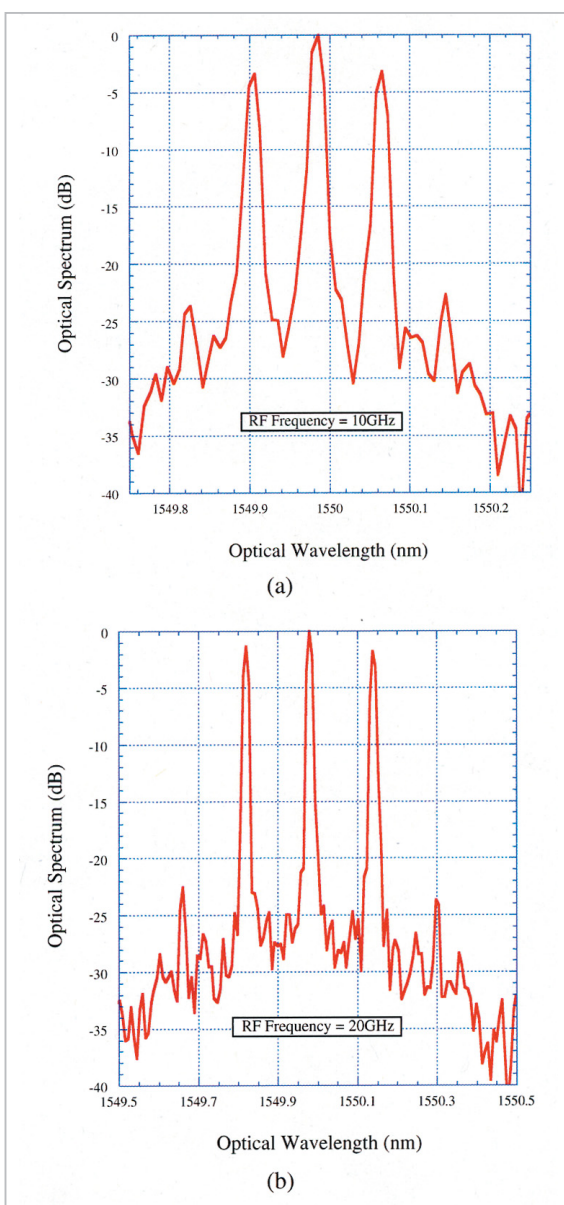 0
-5
-10
-15
-20
-25
-30
-35
-40
Optical Spectrum (dB)
RF Frequency = 10GHz
1549.8 1549.9 1550 1550.1 1550.2
Optical Wavelength (nm)
(a)
0
-5
-10
-15
-20
-25
-30
-35
-40
Optical Spectrum (dB)
RF Frequency = 20GHz
1549.5 1549.7 1549.9 1550.1 1550.3 1550.5
Optical Wavelength (nm)
(b)